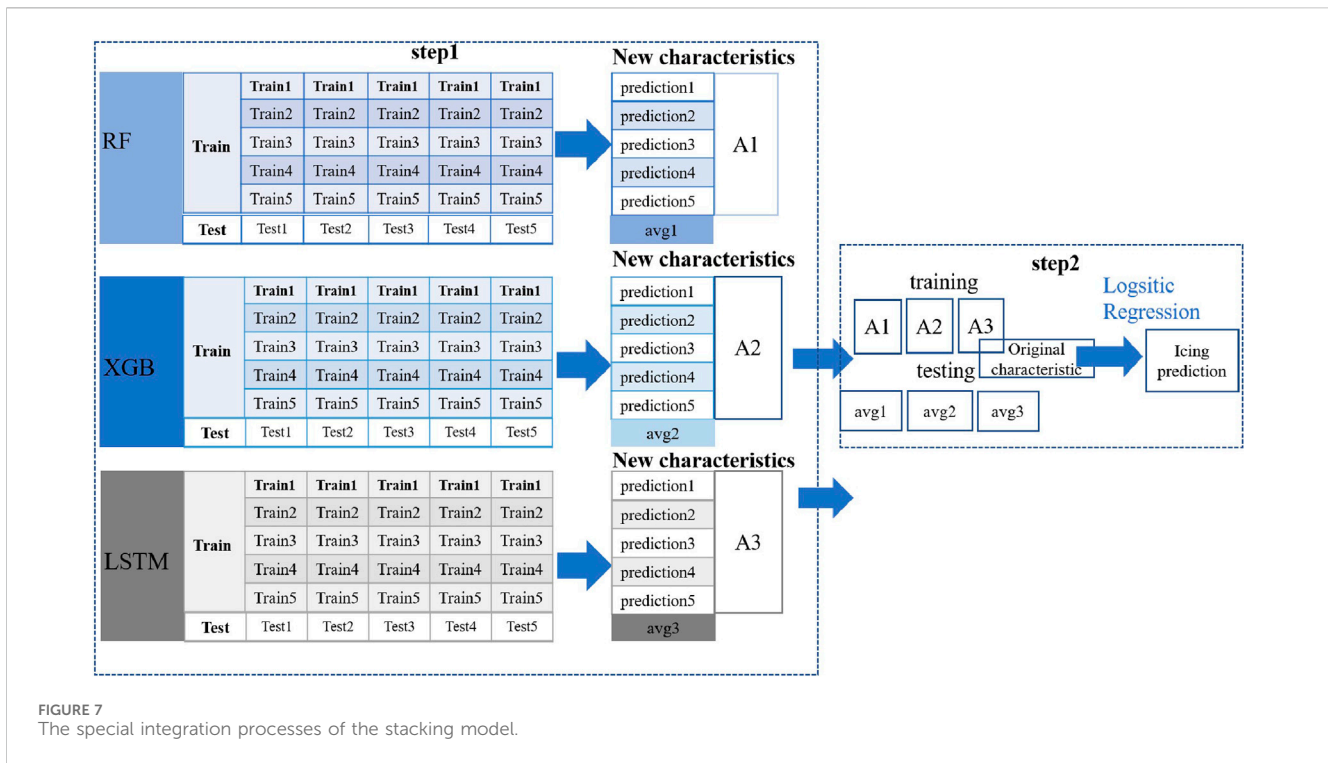 step1
New characteristics
RF
Train
Train1 Train1 Train1 Train1 Train1
Train2 Train2 Train2 Train2 Train2
Train3 Train3 Train3 Train3 Train3
Train4 Train4 Train4 Train4 Train4
Train5 Train5 Train5 Train5 Train5
Test Test1 Test2 Test3 Test4 Test5
prediction1
prediction2
prediction3
prediction4
prediction5
A1
avg1
New characteristics
XGB
Train
Train1 Train1 Train1 Train1 Train1
Train2 Train2 Train2 Train2 Train2
Train3 Train3 Train3 Train3 Train3
Train4 Train4 Train4 Train4 Train4
Train5 Train5 Train5 Train5 Train5
Test Test1 Test2 Test3 Test4 Test5
prediction1
prediction2
prediction3
prediction4
prediction5
A2
avg2
New characteristics
LSTM
Train
Train1 Train1 Train1 Train1 Train1
Train2 Train2 Train2 Train2 Train2
Train3 Train3 Train3 Train3 Train3
Train4 Train4 Train4 Train4 Train4
Train5 Train5 Train5 Train5 Train5
Test Test1 Test2 Test3 Test4 Test5
prediction1
prediction2
prediction3
prediction4
prediction5
A3
avg3
step2
training
A1 A2 A3
Original
characteristic
testing
avg1 avg2 avg3
Logsitic
Regression
Icing
prediction
FIGURE 7
The special integration processes of the stacking model.